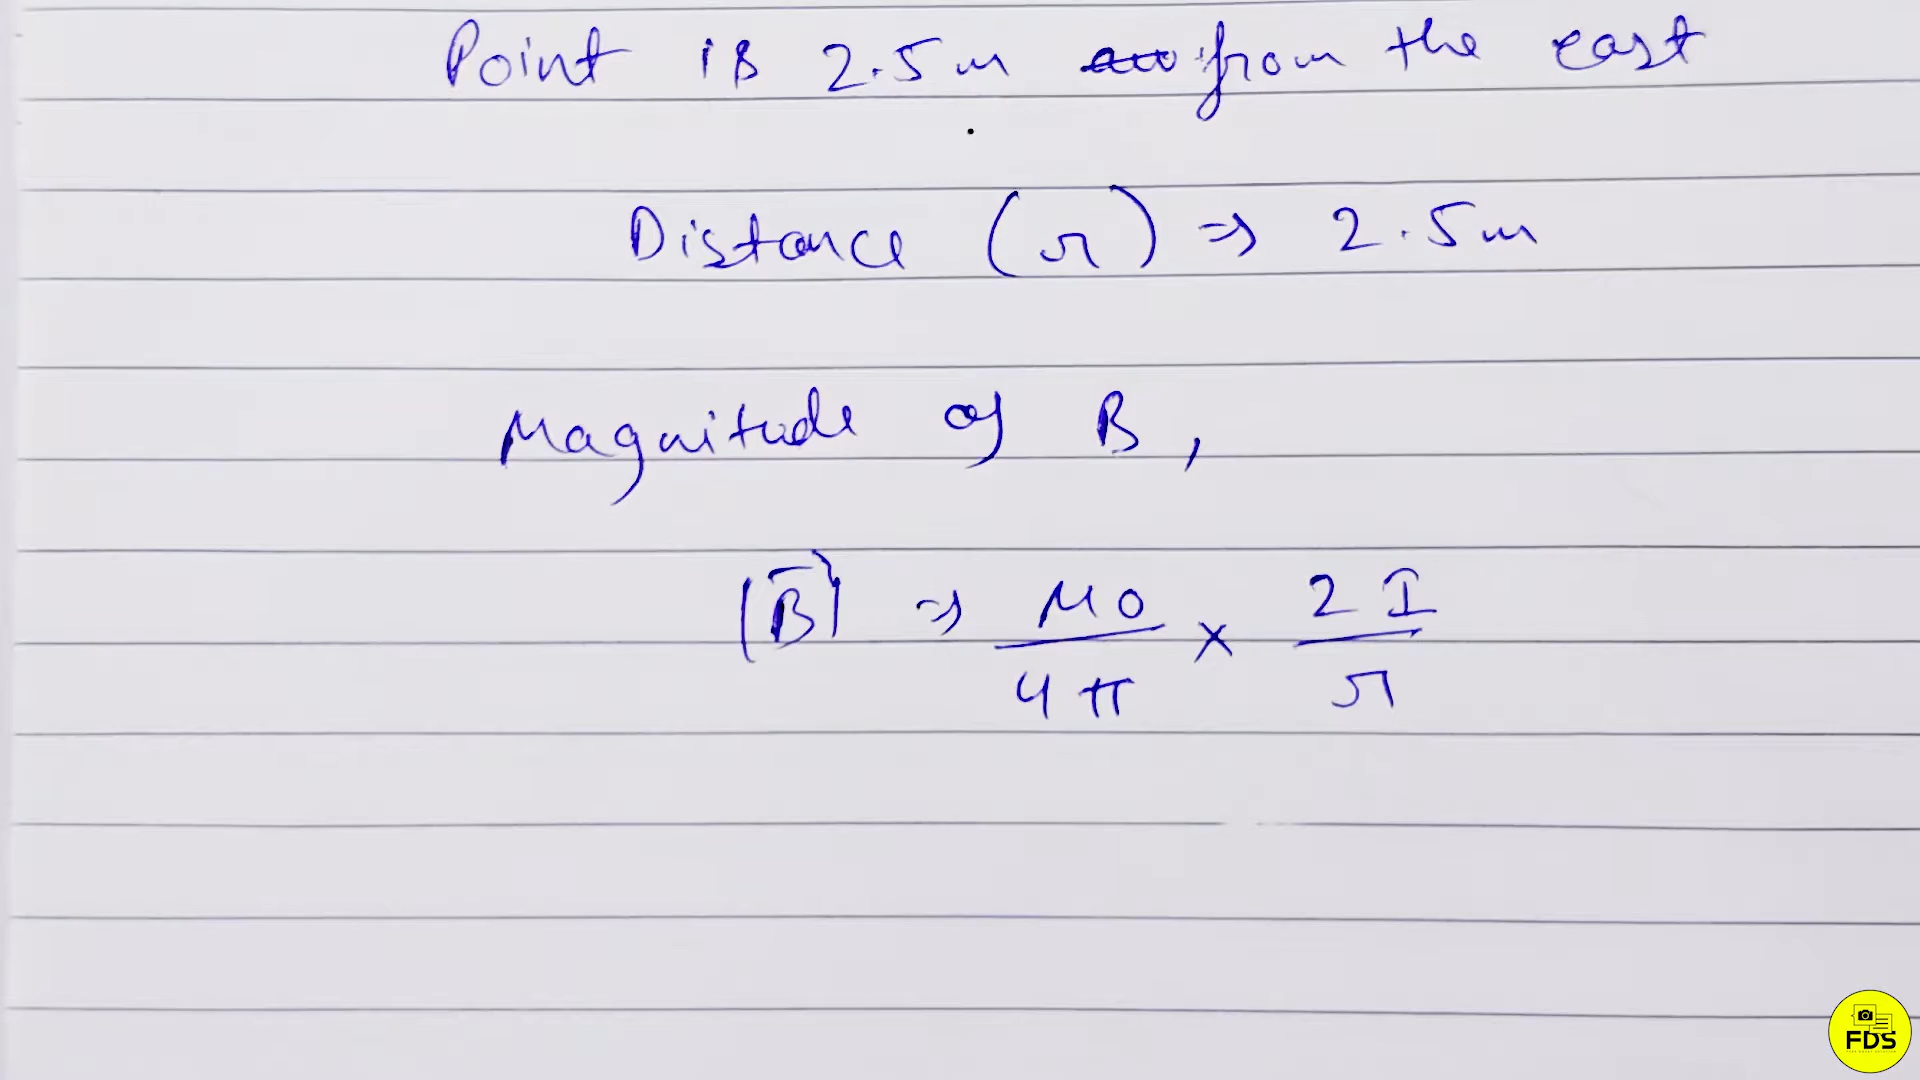 Point is 2.5m from the east
Distance (r) => 2.5m
Magnitude of B,
|B⃗| => μ0/4π × 2I/r
FDS